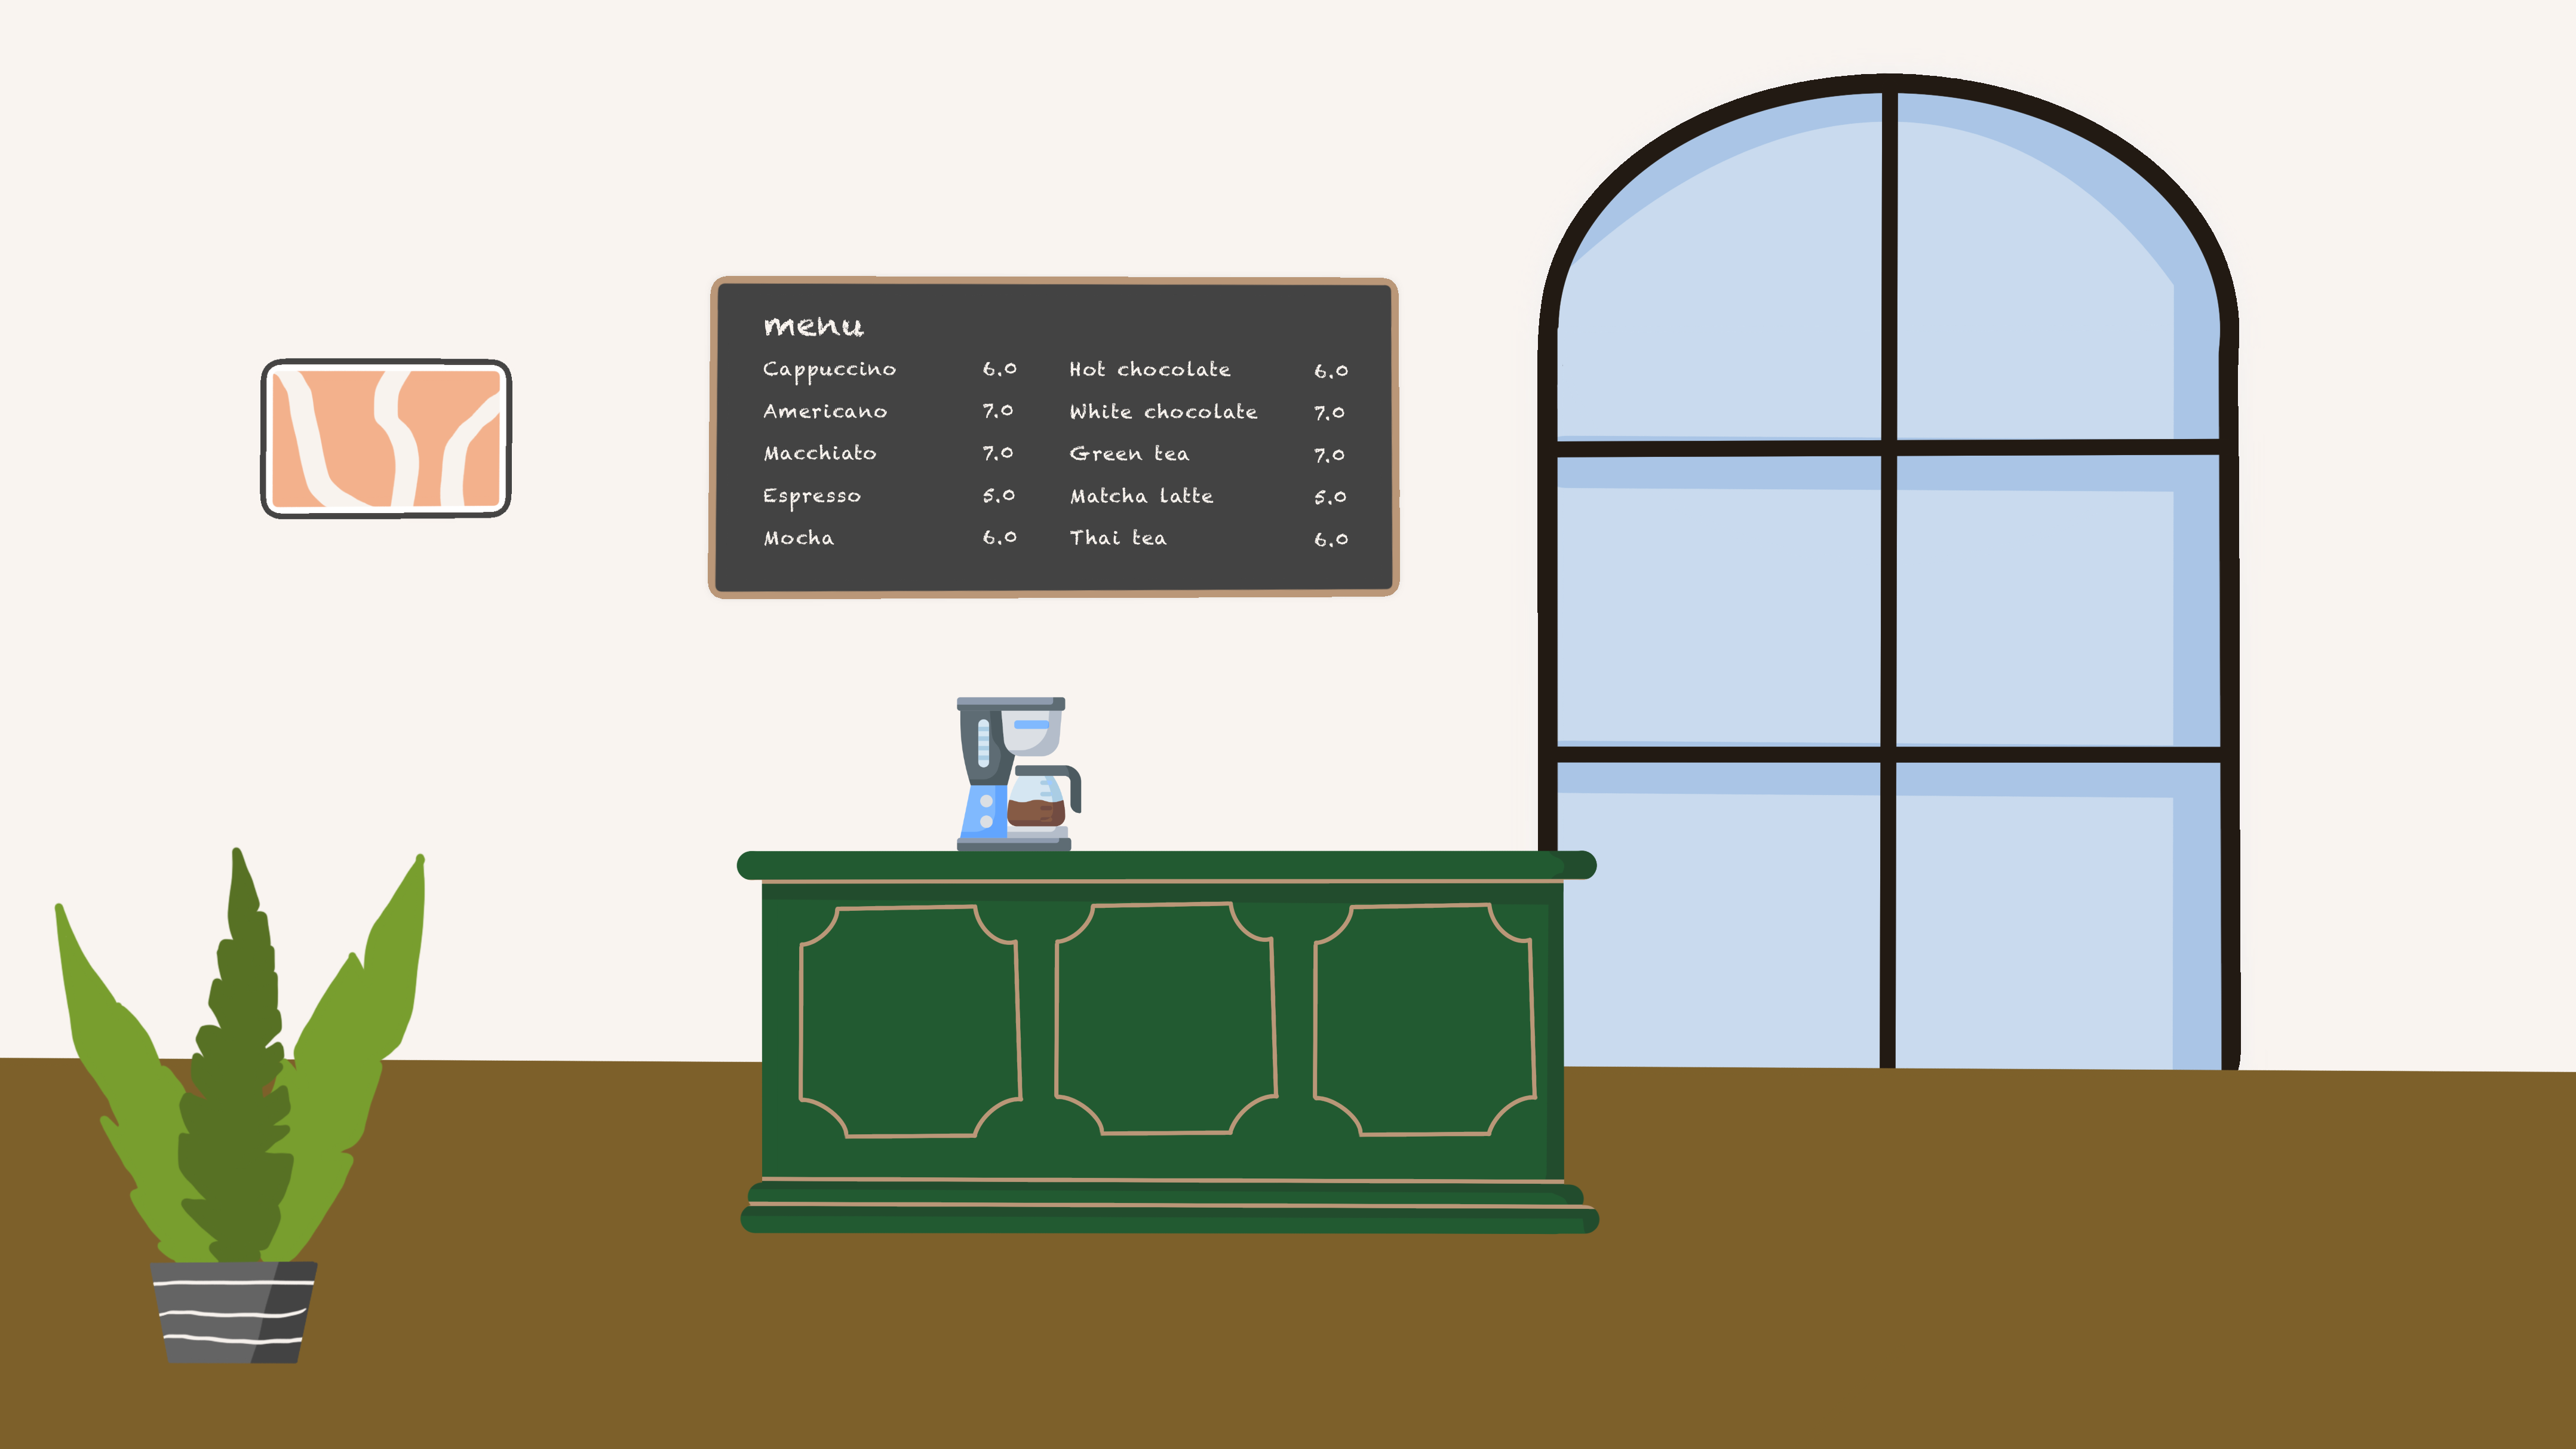 menu
Cappuccino 6.0 Hot chocolate 6.0
Americano 7.0 White chocolate 7.0
Macchiato 7.0 Green tea 7.0
Espresso 5.0 Matcha latte 5.0
Mocha 6.0 Thai tea 6.0